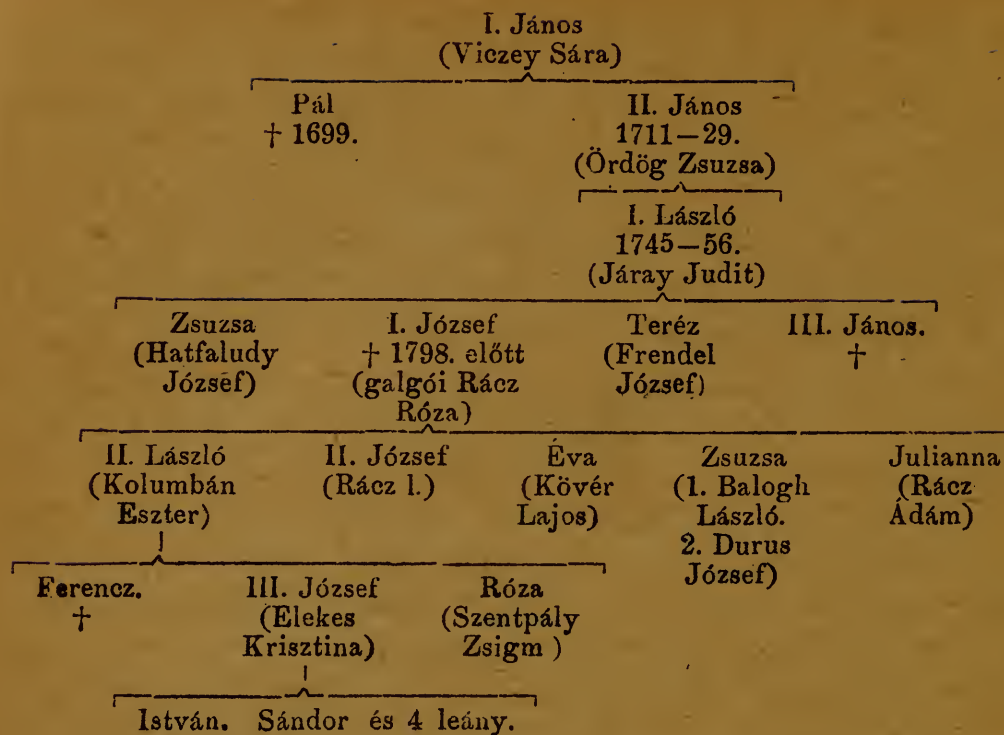 I. János
(Viczey Sára)
Pál II. János
† 1699. 1711—29.
(Ördög Zsuzsa)
I. László
1745—56.
(Járay Judit)
Zsuzsa I. József Teréz III. János.
(Hatfaludy † 1798. előtt (Frendel †
József) (galgói Rácz József)
Róza)
II. László II. József Éva Zsuzsa Julianna
(Kolumbán (Rácz l.) (Kövér (1. Balogh (Rácz
Eszter) Lajos) László. Ádám)
2. Durus
József)
Ferencz. III. József Róza
† (Elekes (Szentpály
Krisztina) Zsigm )
István. Sándor és 4 leány.